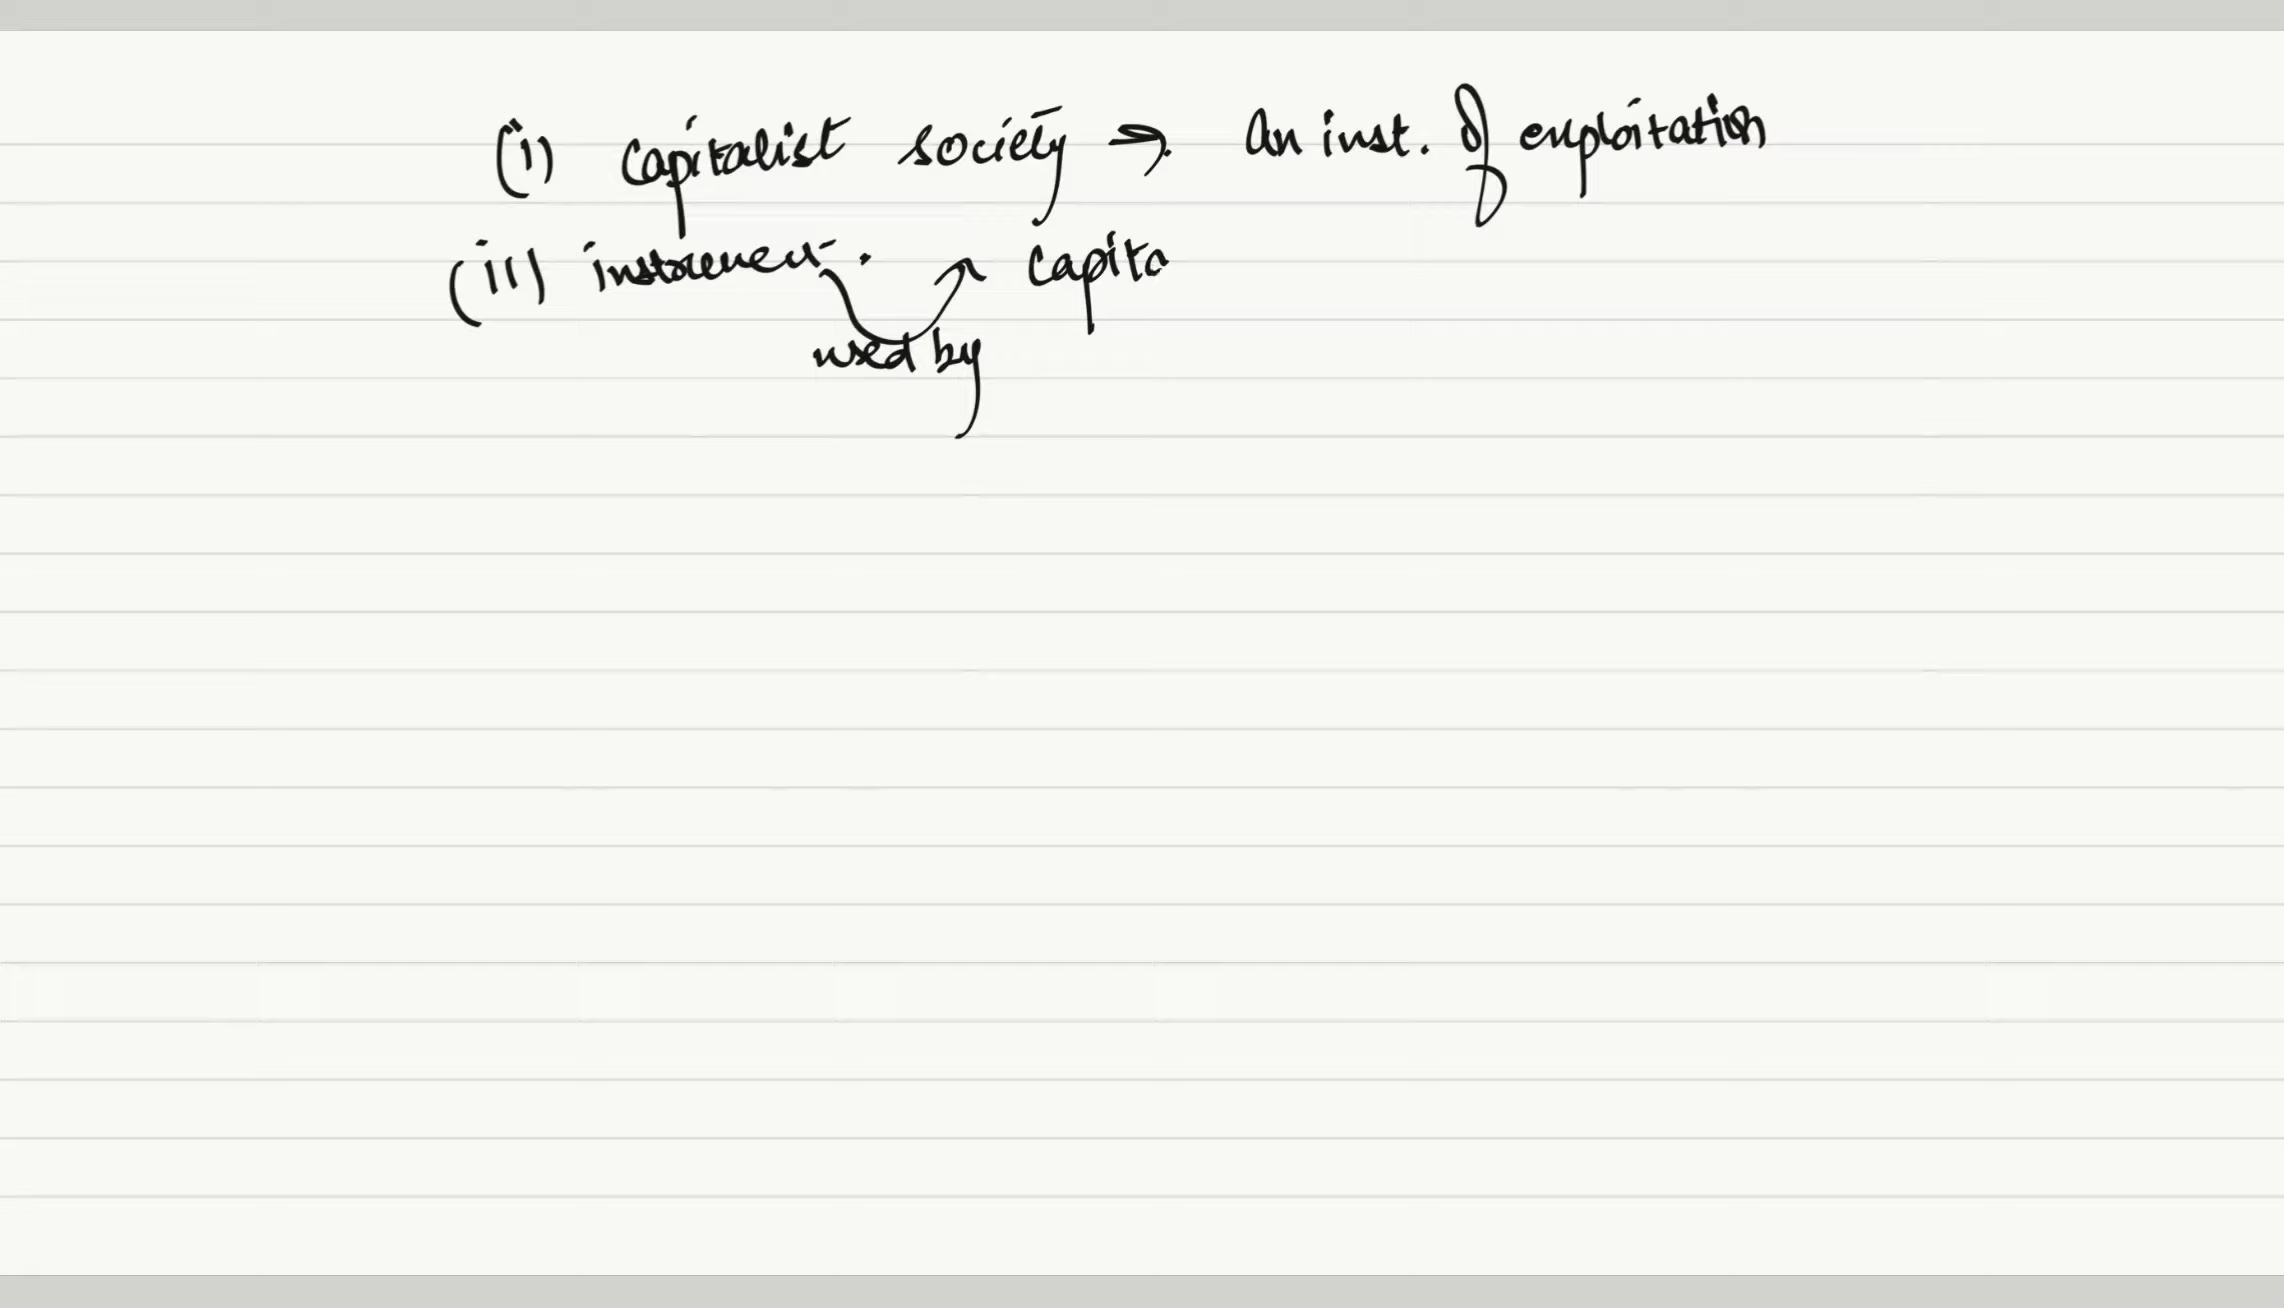 (i) Capitalist society → An inst. of exploitation
(ii) instrument. → Capita
used by